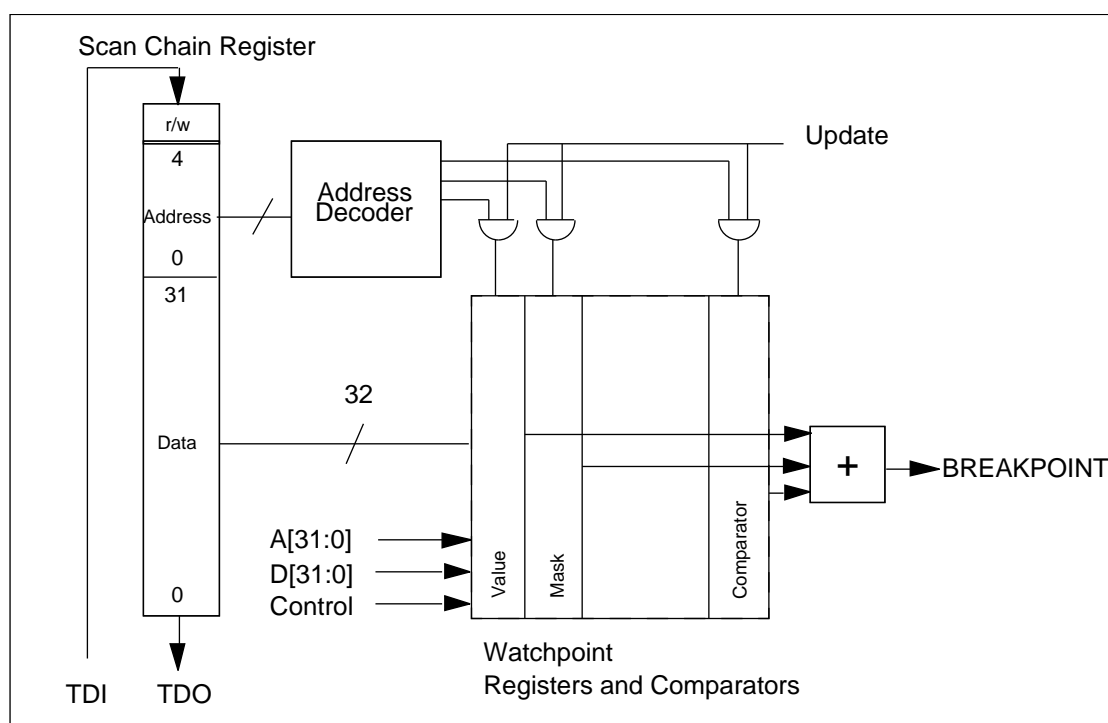 Scan Chain Register
r/w
4
Address
0
31
Data
0
TDI
TDO
Address
Decoder
Update
32
A[31:0]
D[31:0]
Control
Value
Mask
Comparator
+
BREAKPOINT
Watchpoint
Registers and Comparators